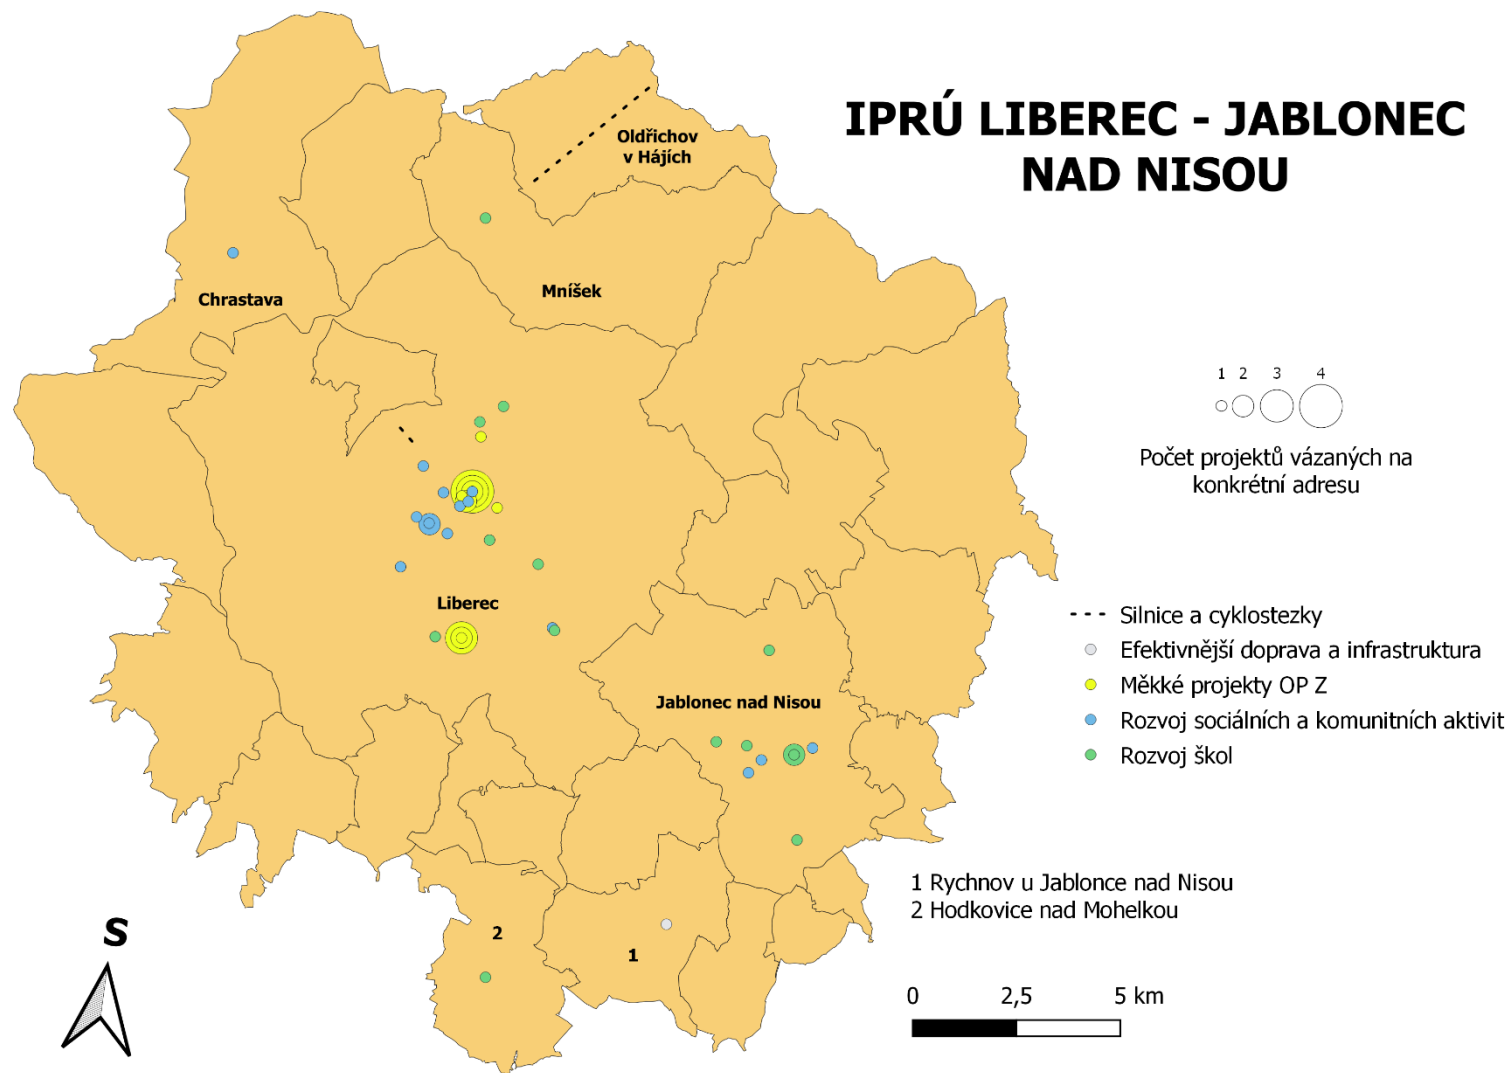 IPRÚ LIBEREC - JABLONEC
NAD NISOU
Oldřichov
v Hájích
Chrastava
Mníšek
1 2 3 4
Počet projektů vázaných na
konkrétní adresu
Liberec
Jablonec nad Nisou
Silnice a cyklostezky
Efektivnější doprava a infrastruktura
Měkké projekty OP Z
Rozvoj sociálních a komunitních aktivit
Rozvoj škol
1 Rychnov u Jablonce nad Nisou
2 Hodkovice nad Mohelkou
2
1
S
0 2,5 5 km